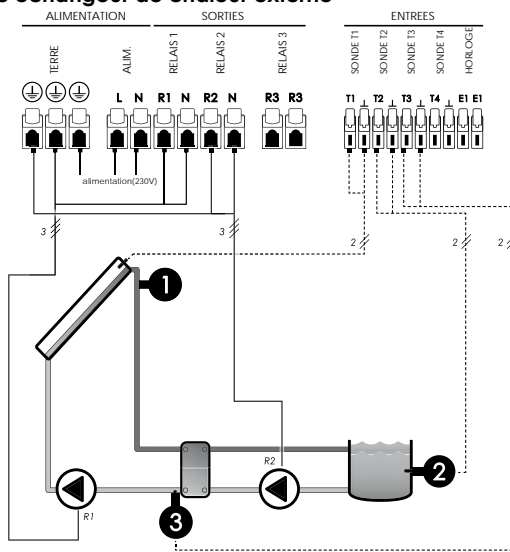 échangeur de chaleur externe
ALIMENTATION SORTIES ENTREES
TERRE ALIM. RELAIS 1 RELAIS 2 RELAIS 3 SONDE T1 SONDE T2 SONDE T3 SONDE T4 HORLOGE
L N R1 N R2 N R3 R3 T1 T2 T3 T4 E1 E1
alimentation(230V)
3 3 2 2 2
1
R2
2
R1
3